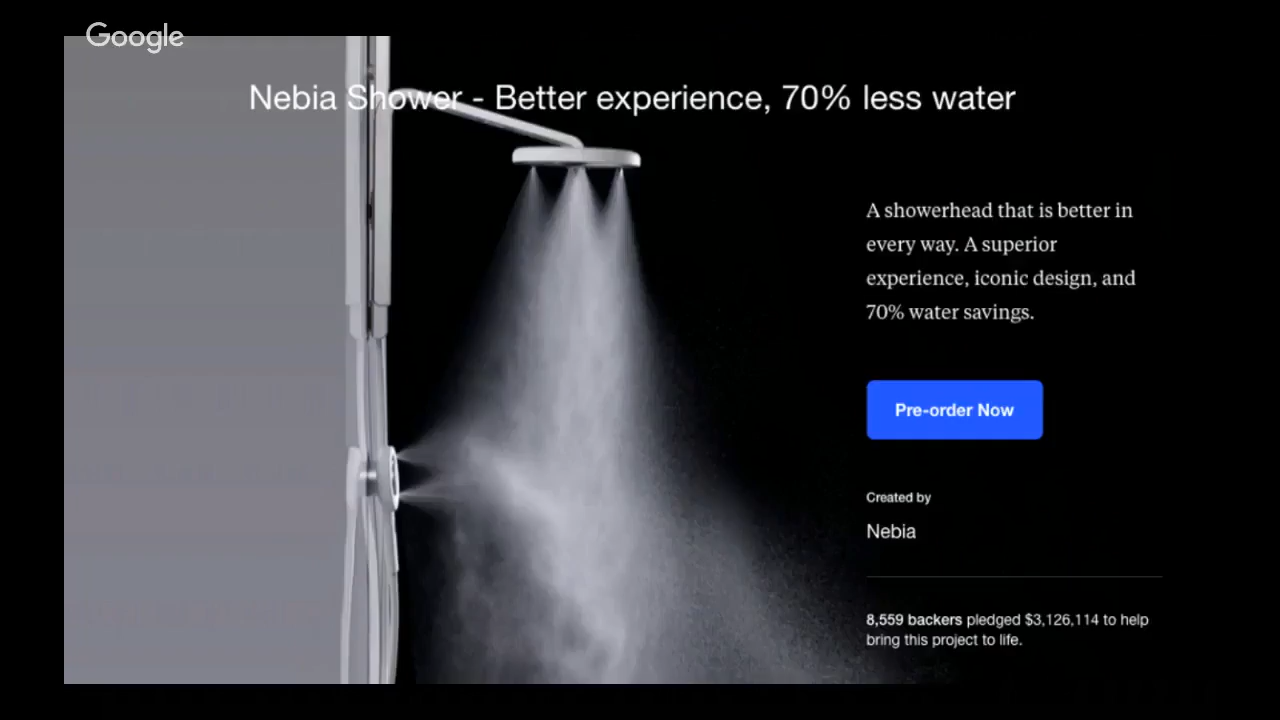 Google
Nebia Shower - Better experience, 70% less water
A showerhead that is better in
every way. A superior
experience, iconic design, and
70% water savings.
Pre-order Now
Created by
Nebia
8,559 backers pledged $3,126,114 to help
bring this project to life.